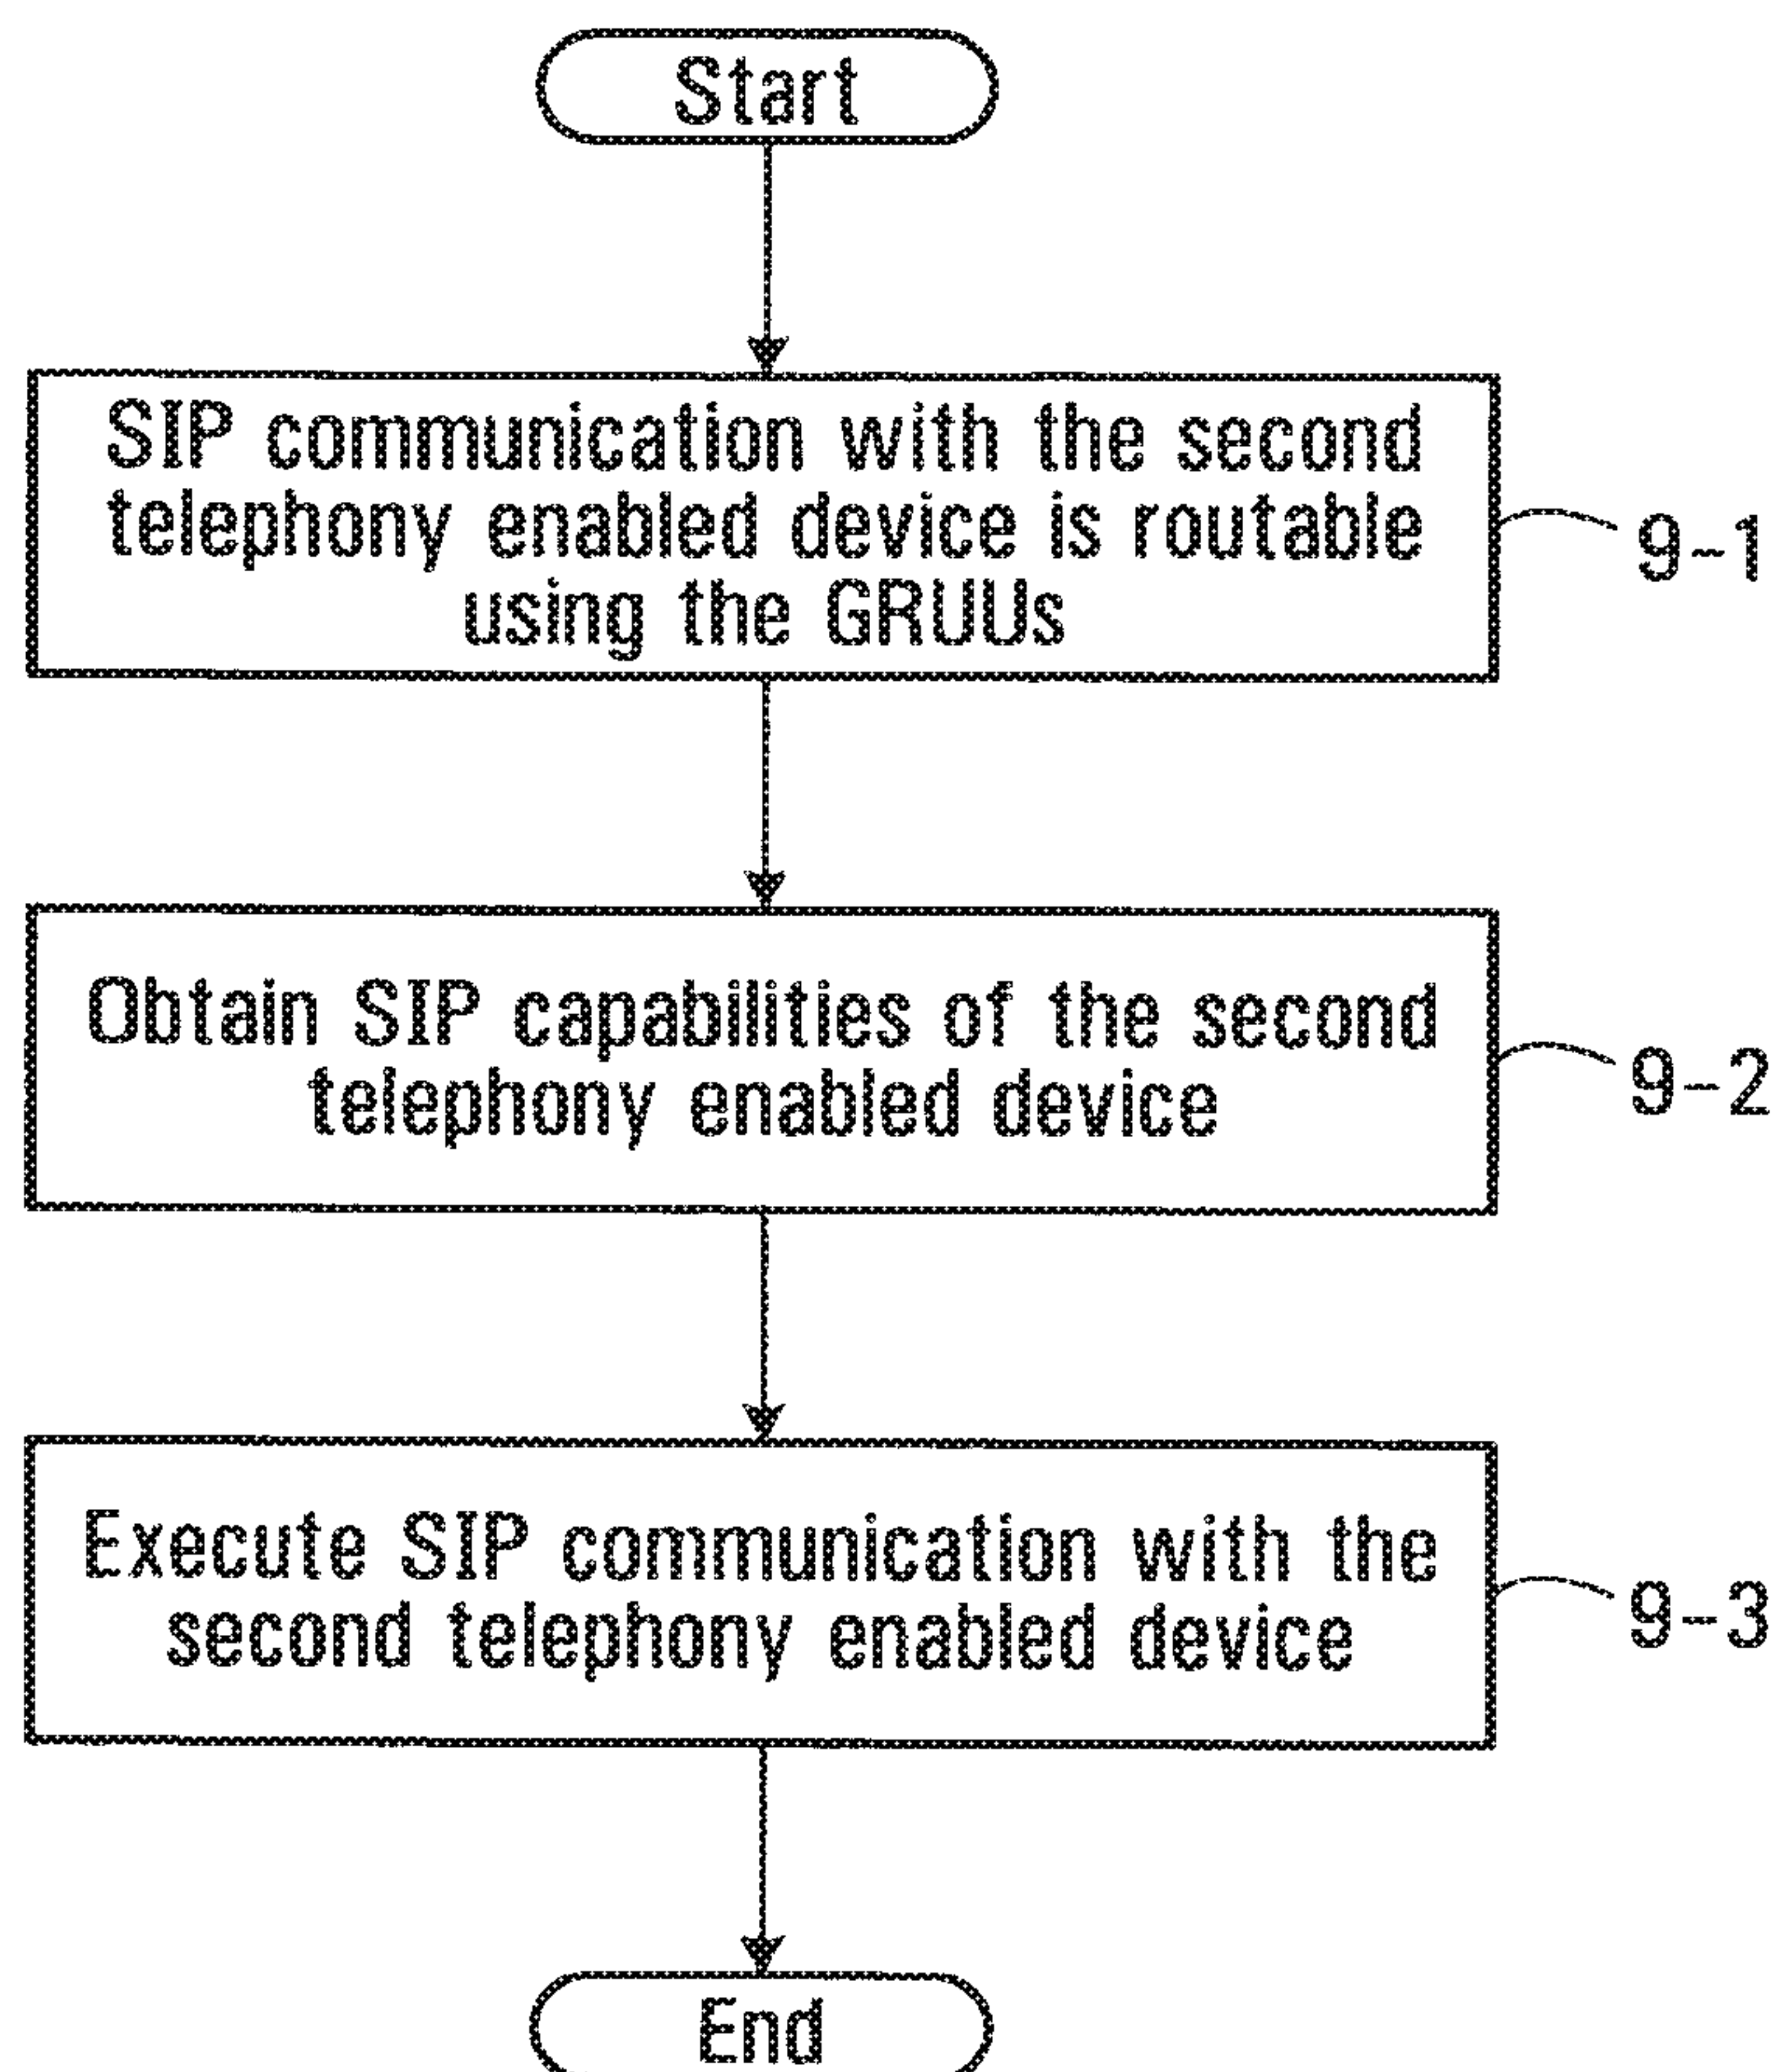 Start
SIP communication with the second
telephony enabled device is routable
using the GRUUs
9-1
Obtain SIP capabilities of the second
telephony enabled device
9-2
Execute SIP communication with the
second telephony enabled device
9-3
End